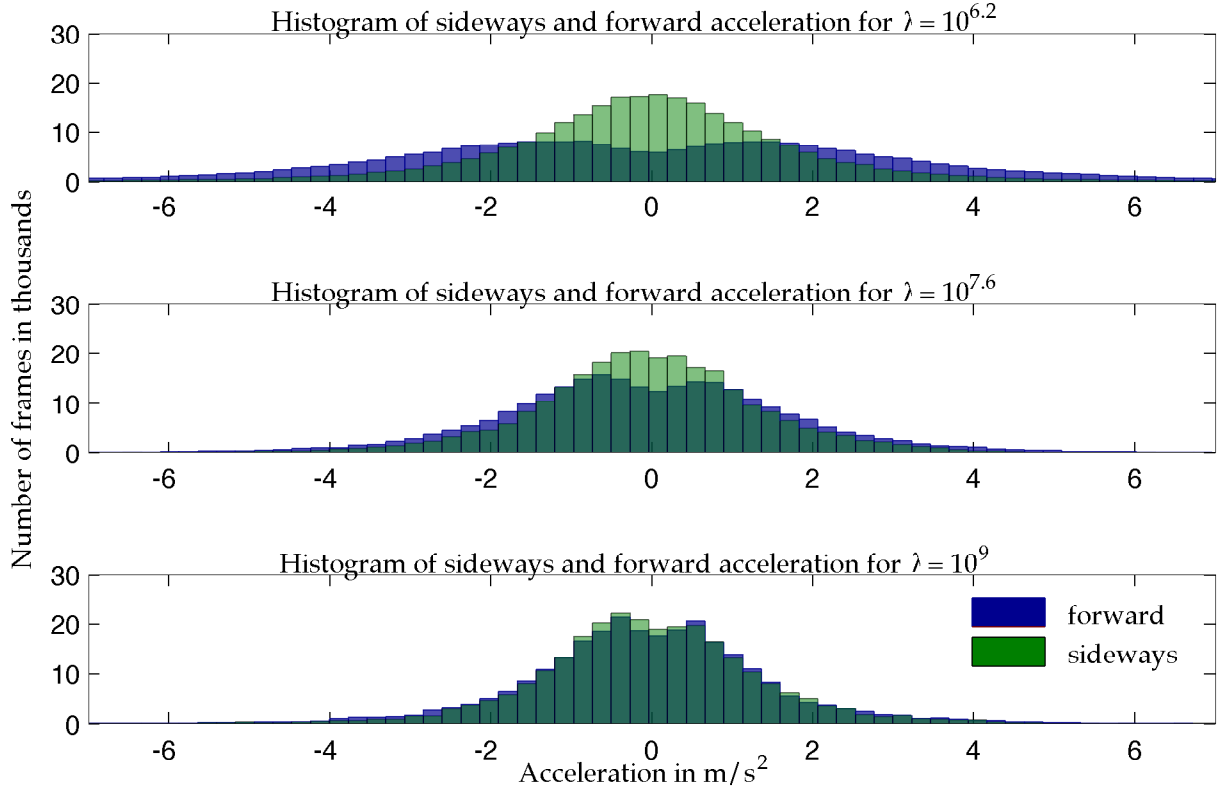 Histogram of sideways and forward acceleration for λ = 10^6.2
30
20
10
0
-6 -4 -2 0 2 4 6
Histogram of sideways and forward acceleration for λ = 10^7.6
30
20
10
0
-6 -4 -2 0 2 4 6
Number of frames in thousands
Histogram of sideways and forward acceleration for λ = 10^9
30
20
10
0
forward
sideways
-6 -4 -2 0 2 4 6
Acceleration in m/s^2